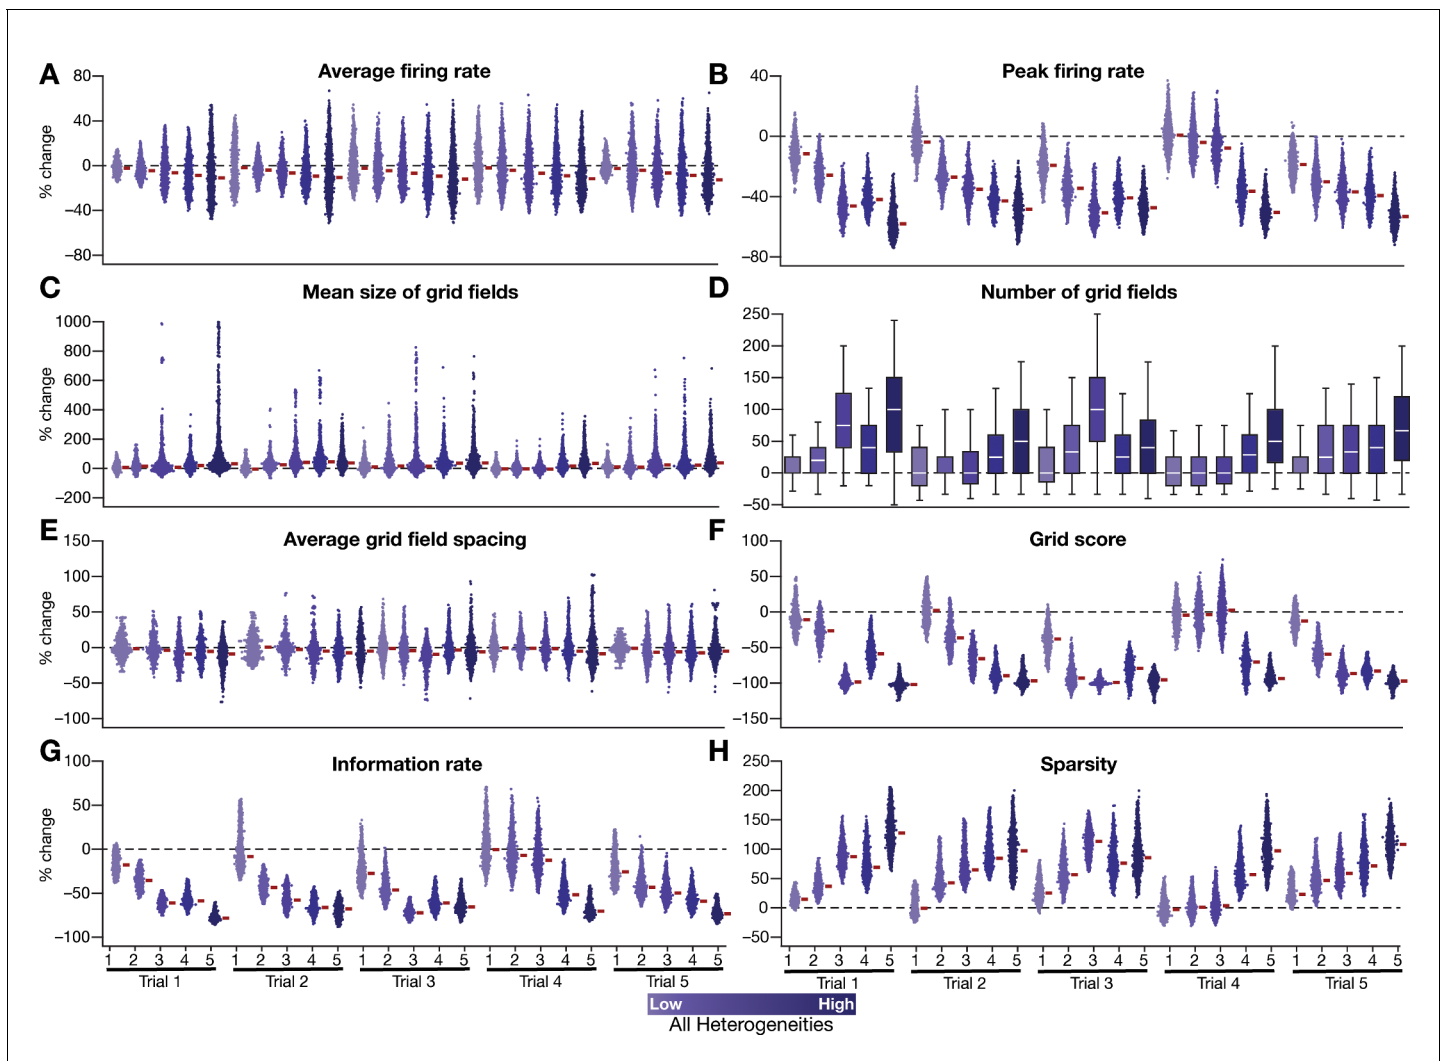 A
Average firing rate
% change
80
40
0
−40
−80
B
Peak firing rate
40
0
−40
−80
C
Mean size of grid fields
% change
1000
800
600
400
200
0
−200
D
Number of grid fields
250
200
150
100
50
0
−50
E
Average grid field spacing
% change
150
100
50
0
−50
−100
F
Grid score
100
50
0
−50
−100
−150
G
Information rate
% change
100
50
0
−50
−100
1 2 3 4 5 1 2 3 4 5 1 2 3 4 5 1 2 3 4 5 1 2 3 4 5
Trial 1 Trial 2 Trial 3 Trial 4 Trial 5
H
Sparsity
250
200
150
100
50
0
−50
1 2 3 4 5 1 2 3 4 5 1 2 3 4 5 1 2 3 4 5 1 2 3 4 5
Trial 1 Trial 2 Trial 3 Trial 4 Trial 5
Low High
All Heterogeneities